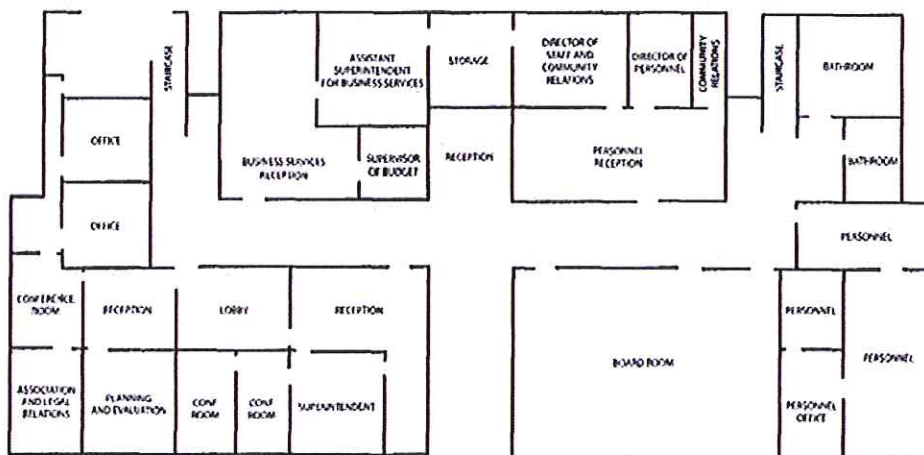 STAIRCASE
ASSISTANT
SUPERINTENDENT
FOR BUSINESS SERVICES
STORAGE
DIRECTOR OF
STAFF AND
COMMUNITY
RELATIONS
DIRECTOR OF
PERSONNEL
COMMUNITY
RELATIONS
STAIRCASE
BATHROOM
OFFICE
BUSINESS SERVICES
RECEPTION
SUPERVISOR
OF BUDGET
RECEPTION
PERSONNEL
RECEPTION
BATHROOM
OFFICE
PERSONNEL
CONFERENCE
ROOM
RECEPTION
LOBBY
RECEPTION
PERSONNEL
BOARD ROOM
PERSONNEL
ASSOCIATION
AND LEGAL
RELATIONS
PLANNING
AND EVALUATION
CONF
ROOM
CONF
ROOM
SUPERINTENDENT
PERSONNEL
OFFICE